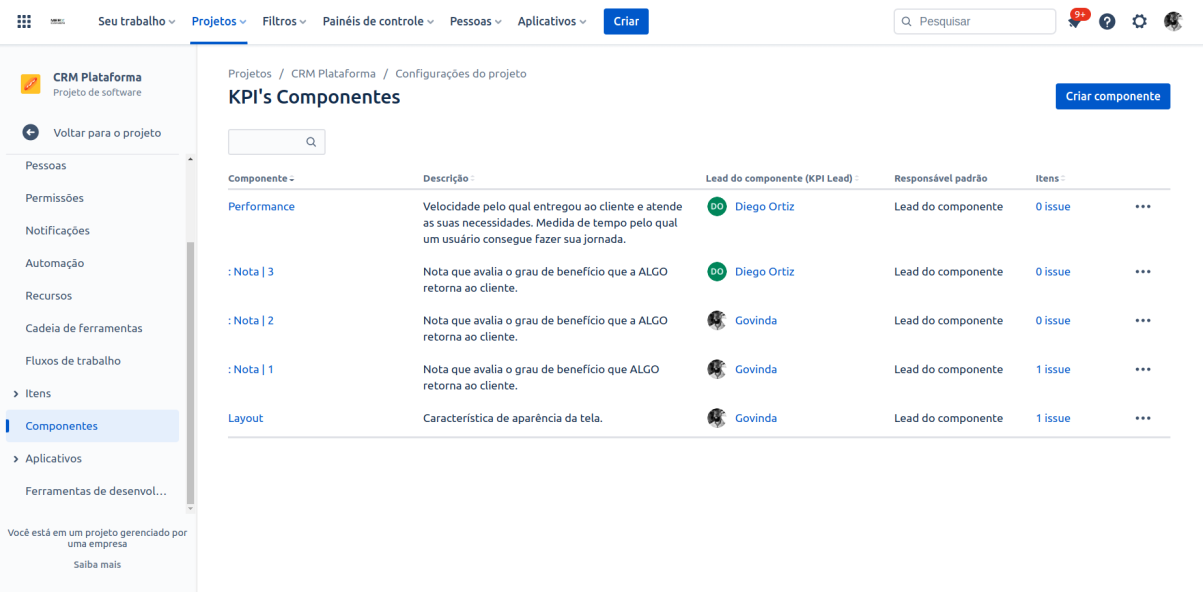 Seu trabalho Projetos Filtros Painéis de controle Pessoas Aplicativos Criar Pesquisar 9+
CRM Plataforma
Projeto de software
Voltar para o projeto
Pessoas
Permissões
Notificações
Automação
Recursos
Cadeia de ferramentas
Fluxos de trabalho
Itens
Componentes
Aplicativos
Ferramentas de desenvol...
Você está em um projeto gerenciado por
uma empresa
Saiba mais
Projetos / CRM Plataforma / Configurações do projeto
KPI's Componentes
Criar componente
Componente Descrição Lead do componente (KPI Lead) Responsável padrão Itens
Performance Velocidade pelo qual entregou ao cliente e atende DO Diego Ortiz Lead do componente 0 issue
as suas necessidades. Medida de tempo pelo qual
um usuário consegue fazer sua jornada.
: Nota | 3 Nota que avalia o grau de benefício que a ALGO DO Diego Ortiz Lead do componente 0 issue
retorna ao cliente.
: Nota | 2 Nota que avalia o grau de benefício que a ALGO Govinda Lead do componente 0 issue
retorna ao cliente.
: Nota | 1 Nota que avalia o grau de benefício que ALGO Govinda Lead do componente 1 issue
retorna ao cliente.
Layout Característica de aparência da tela. Govinda Lead do componente 1 issue